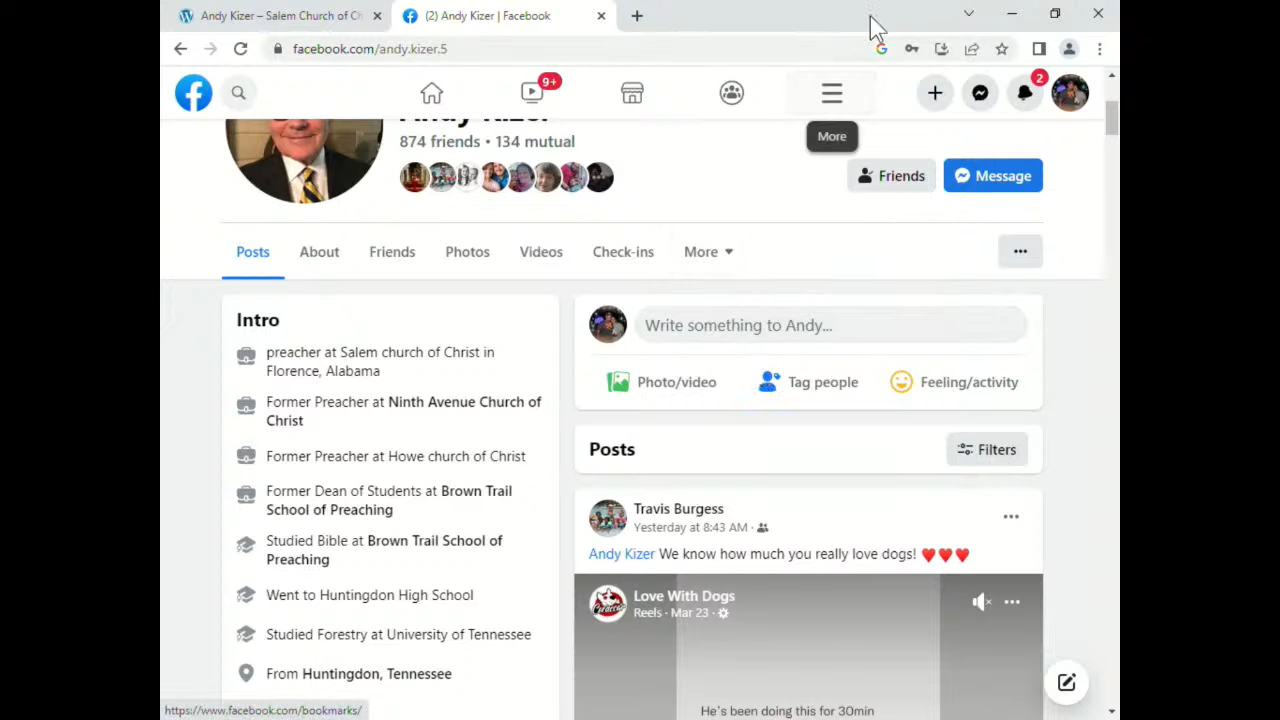 Andy Kizer – Salem Church of Ch
(2) Andy Kizer | Facebook
facebook.com/andy.kizer.5
9+
2
Andy Kizer
874 friends • 134 mutual
More
Friends
Message
Posts
About
Friends
Photos
Videos
Check-ins
More
Intro
preacher at Salem church of Christ in
Florence, Alabama
Former Preacher at Ninth Avenue Church of
Christ
Former Preacher at Howe church of Christ
Former Dean of Students at Brown Trail
School of Preaching
Studied Bible at Brown Trail School of
Preaching
Went to Huntingdon High School
Studied Forestry at University of Tennessee
From Huntingdon, Tennessee
Write something to Andy...
Photo/video
Tag people
Feeling/activity
Posts
Filters
Travis Burgess
Yesterday at 8:43 AM ·
Andy Kizer We know how much you really love dogs! ❤️❤️❤️
Love With Dogs
Reels · Mar 23 ·
He's been doing this for 30min
https://www.facebook.com/bookmarks/